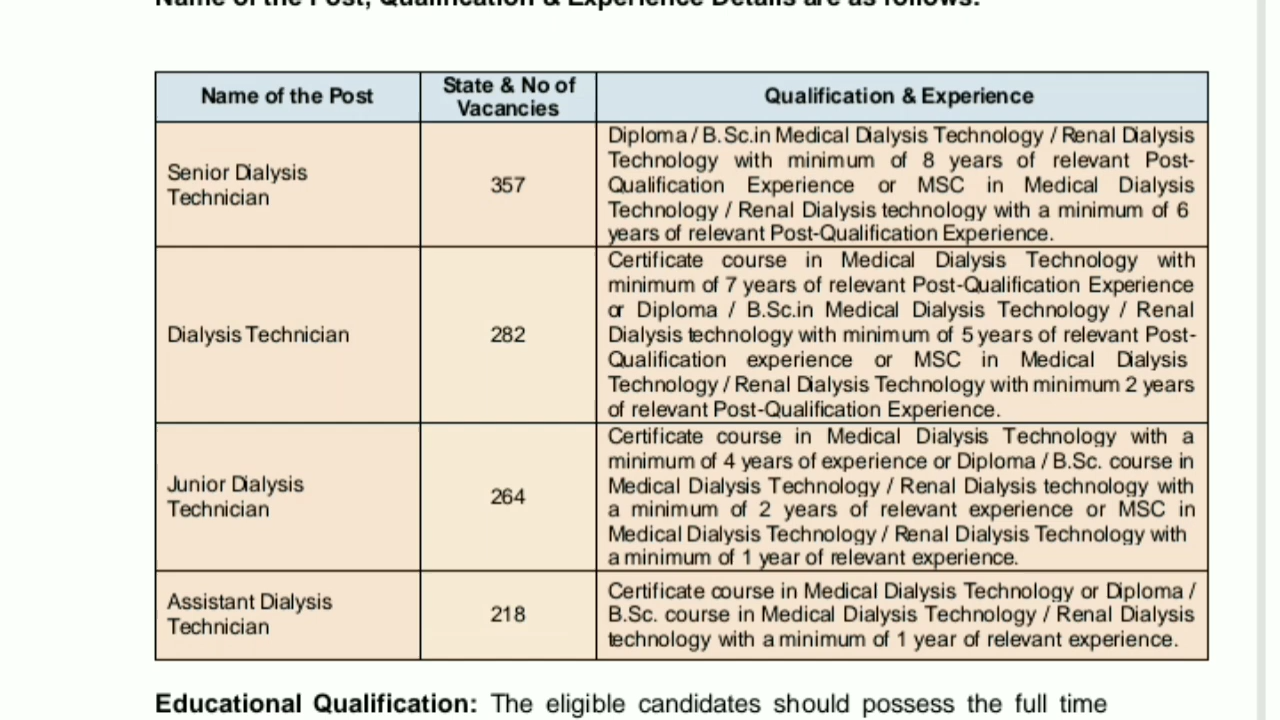 Name of the Post, Qualification & Experience Details are as follows:
Name of the Post
State & No of
Vacancies
Qualification & Experience
Senior Dialysis
Technician
357
Diploma / B.Sc.in Medical Dialysis Technology / Renal Dialysis
Technology with minimum of 8 years of relevant Post-
Qualification Experience or MSC in Medical Dialysis
Technology / Renal Dialysis technology with a minimum of 6
years of relevant Post-Qualification Experience.
Dialysis Technician
282
Certificate course in Medical Dialysis Technology with
minimum of 7 years of relevant Post-Qualification Experience
or Diploma / B.Sc.in Medical Dialysis Technology / Renal
Dialysis technology with minimum of 5 years of relevant Post-
Qualification experience or MSC in Medical Dialysis
Technology / Renal Dialysis Technology with minimum 2 years
of relevant Post-Qualification Experience.
Junior Dialysis
Technician
264
Certificate course in Medical Dialysis Technology with a
minimum of 4 years of experience or Diploma / B.Sc. course in
Medical Dialysis Technology / Renal Dialysis technology with
a minimum of 2 years of relevant experience or MSC in
Medical Dialysis Technology / Renal Dialysis Technology with
a minimum of 1 year of relevant experience.
Assistant Dialysis
Technician
218
Certificate course in Medical Dialysis Technology or Diploma /
B.Sc. course in Medical Dialysis Technology / Renal Dialysis
technology with a minimum of 1 year of relevant experience.
Educational Qualification: The eligible candidates should possess the full time